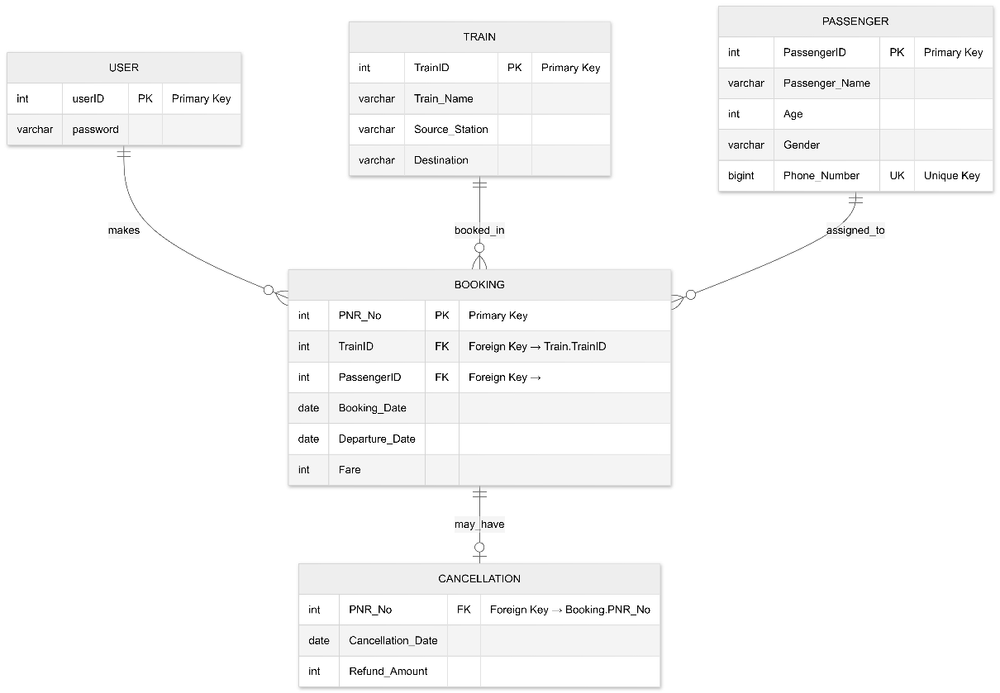 USER
int userID PK Primary Key
varchar password
TRAIN
int TrainID PK Primary Key
varchar Train_Name
varchar Source_Station
varchar Destination
PASSENGER
int PassengerID PK Primary Key
varchar Passenger_Name
int Age
varchar Gender
bigint Phone_Number UK Unique Key
makes
booked_in
assigned_to
BOOKING
int PNR_No PK Primary Key
int TrainID FK Foreign Key → Train.TrainID
int PassengerID FK Foreign Key →
date Booking_Date
date Departure_Date
int Fare
may_have
CANCELLATION
int PNR_No FK Foreign Key → Booking.PNR_No
date Cancellation_Date
int Refund_Amount